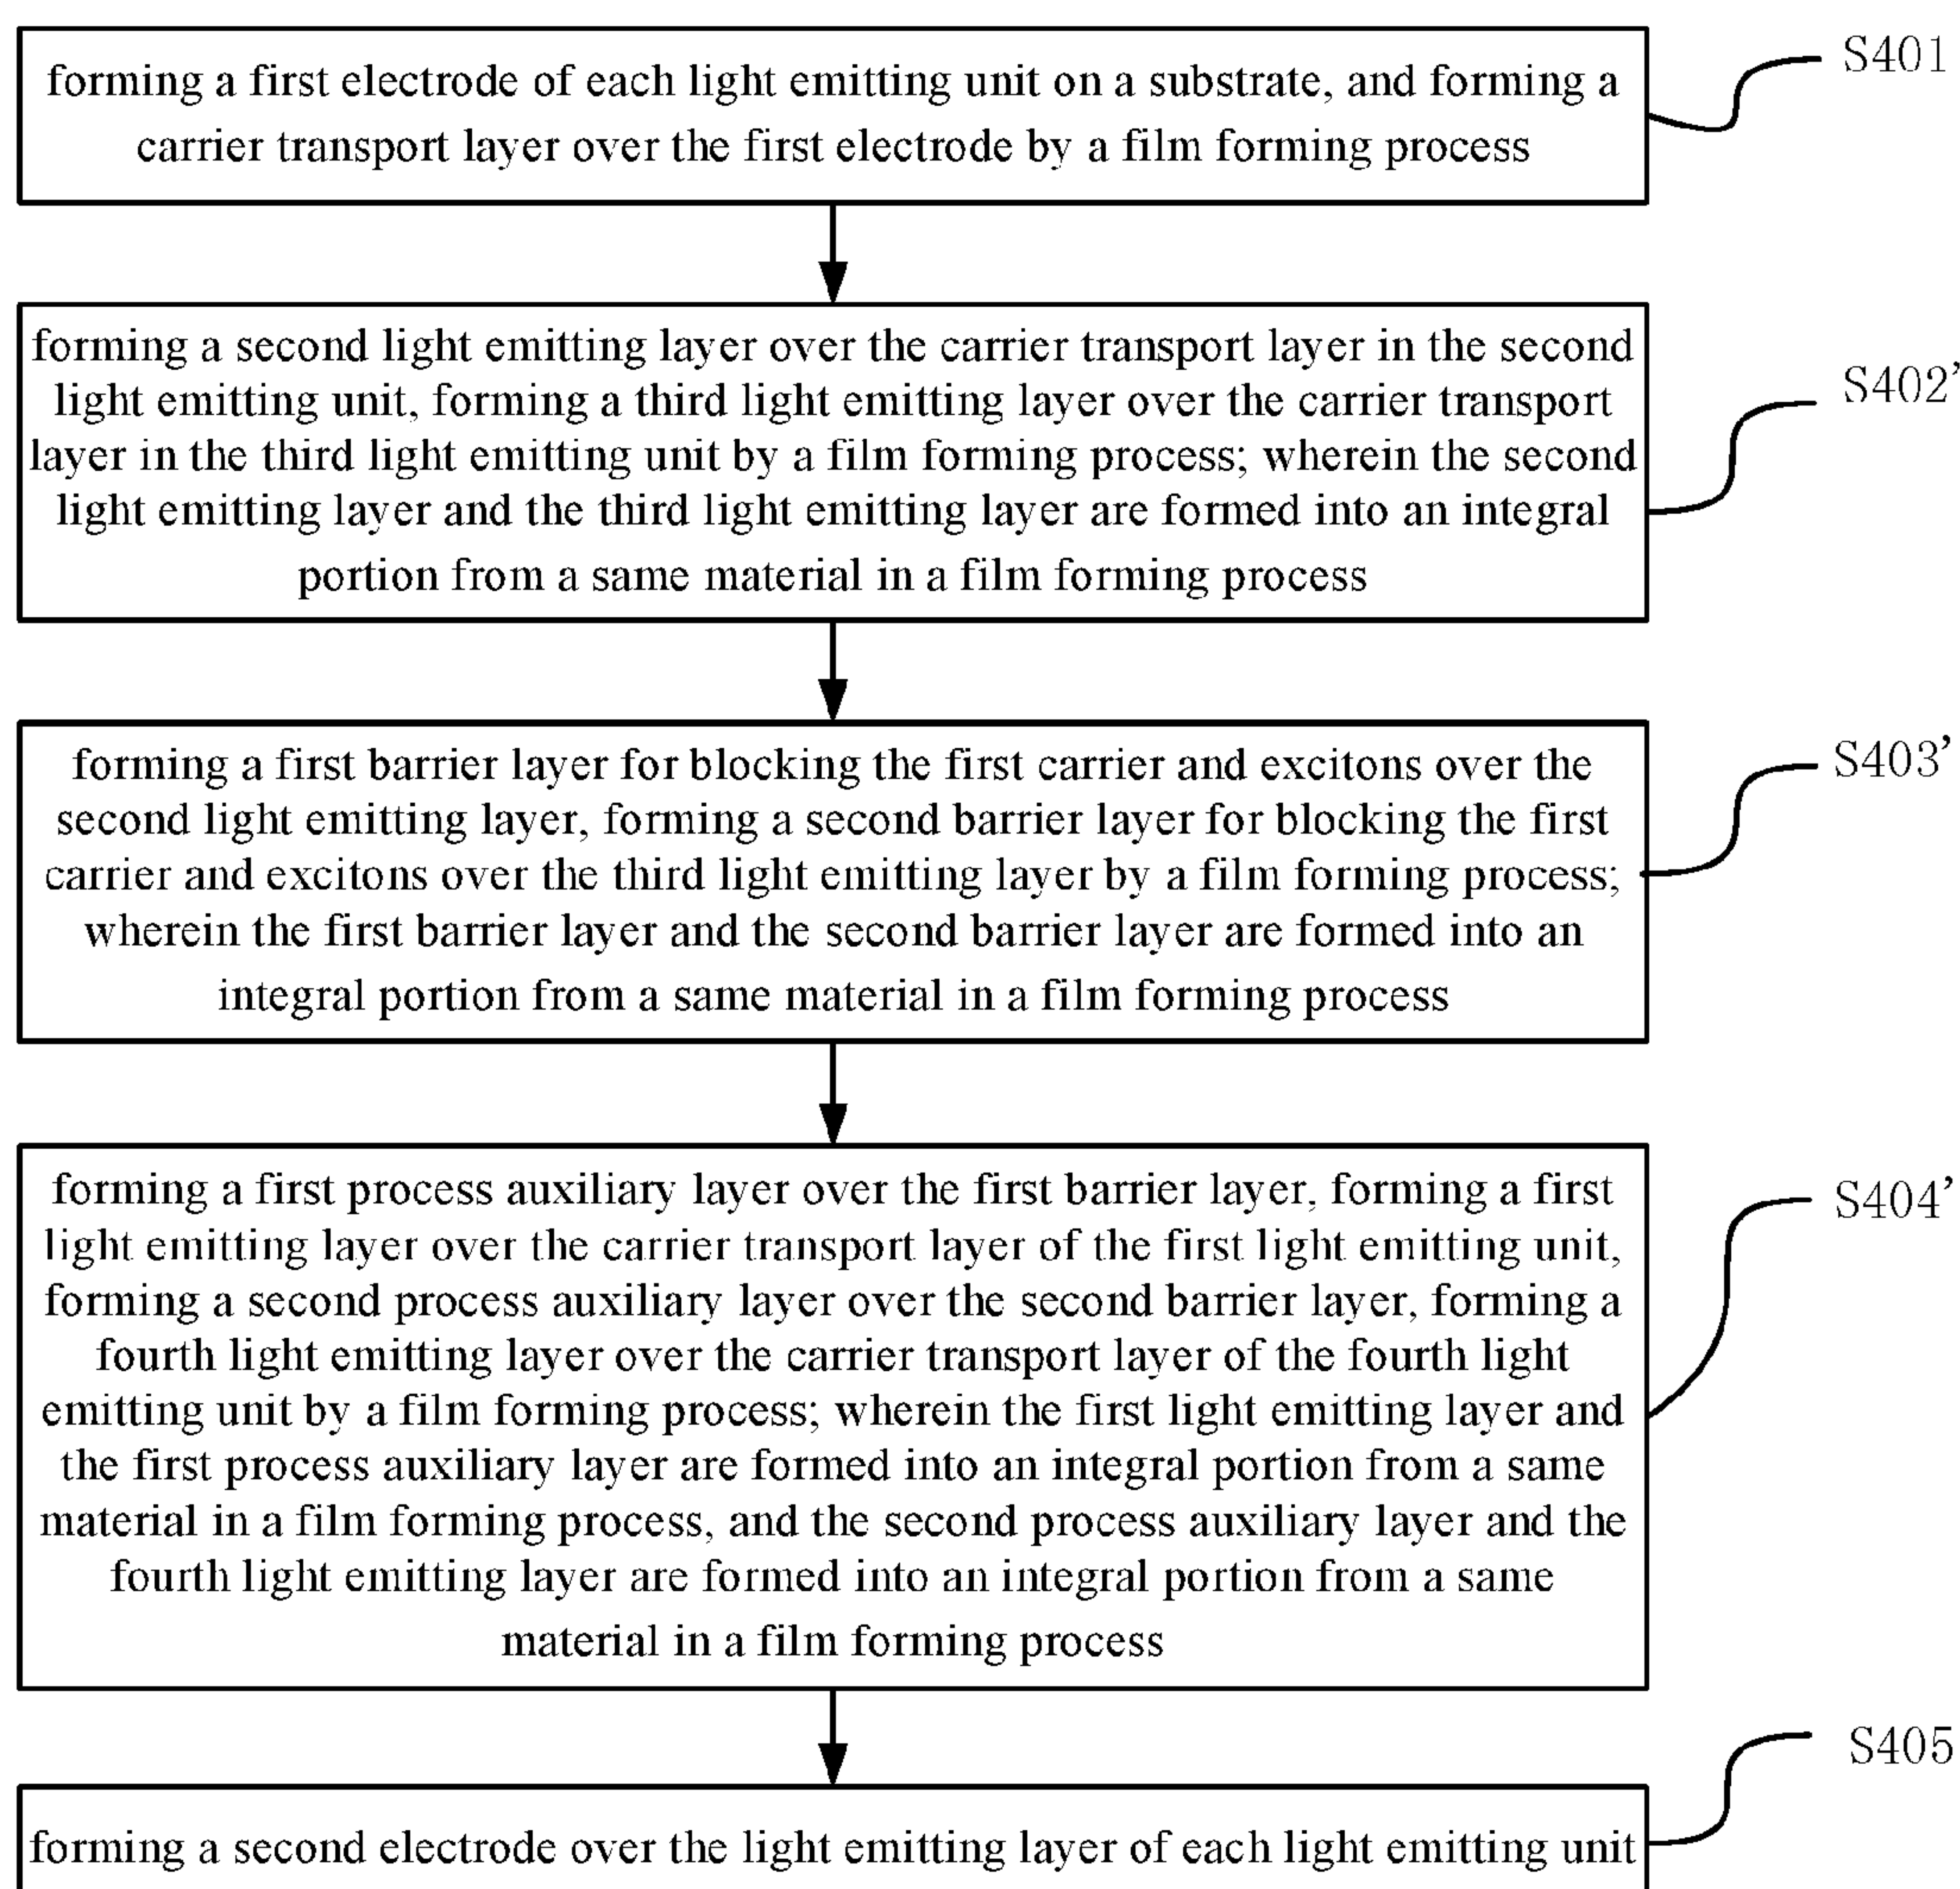 forming a first electrode of each light emitting unit on a substrate, and forming a
carrier transport layer over the first electrode by a film forming process
S401
forming a second light emitting layer over the carrier transport layer in the second
light emitting unit, forming a third light emitting layer over the carrier transport
layer in the third light emitting unit by a film forming process; wherein the second
light emitting layer and the third light emitting layer are formed into an integral
portion from a same material in a film forming process
S402’
forming a first barrier layer for blocking the first carrier and excitons over the
second light emitting layer, forming a second barrier layer for blocking the first
carrier and excitons over the third light emitting layer by a film forming process;
wherein the first barrier layer and the second barrier layer are formed into an
integral portion from a same material in a film forming process
S403’
forming a first process auxiliary layer over the first barrier layer, forming a first
light emitting layer over the carrier transport layer of the first light emitting unit,
forming a second process auxiliary layer over the second barrier layer, forming a
fourth light emitting layer over the carrier transport layer of the fourth light
emitting unit by a film forming process; wherein the first light emitting layer and
the first process auxiliary layer are formed into an integral portion from a same
material in a film forming process, and the second process auxiliary layer and the
fourth light emitting layer are formed into an integral portion from a same
material in a film forming process
S404’
forming a second electrode over the light emitting layer of each light emitting unit
S405